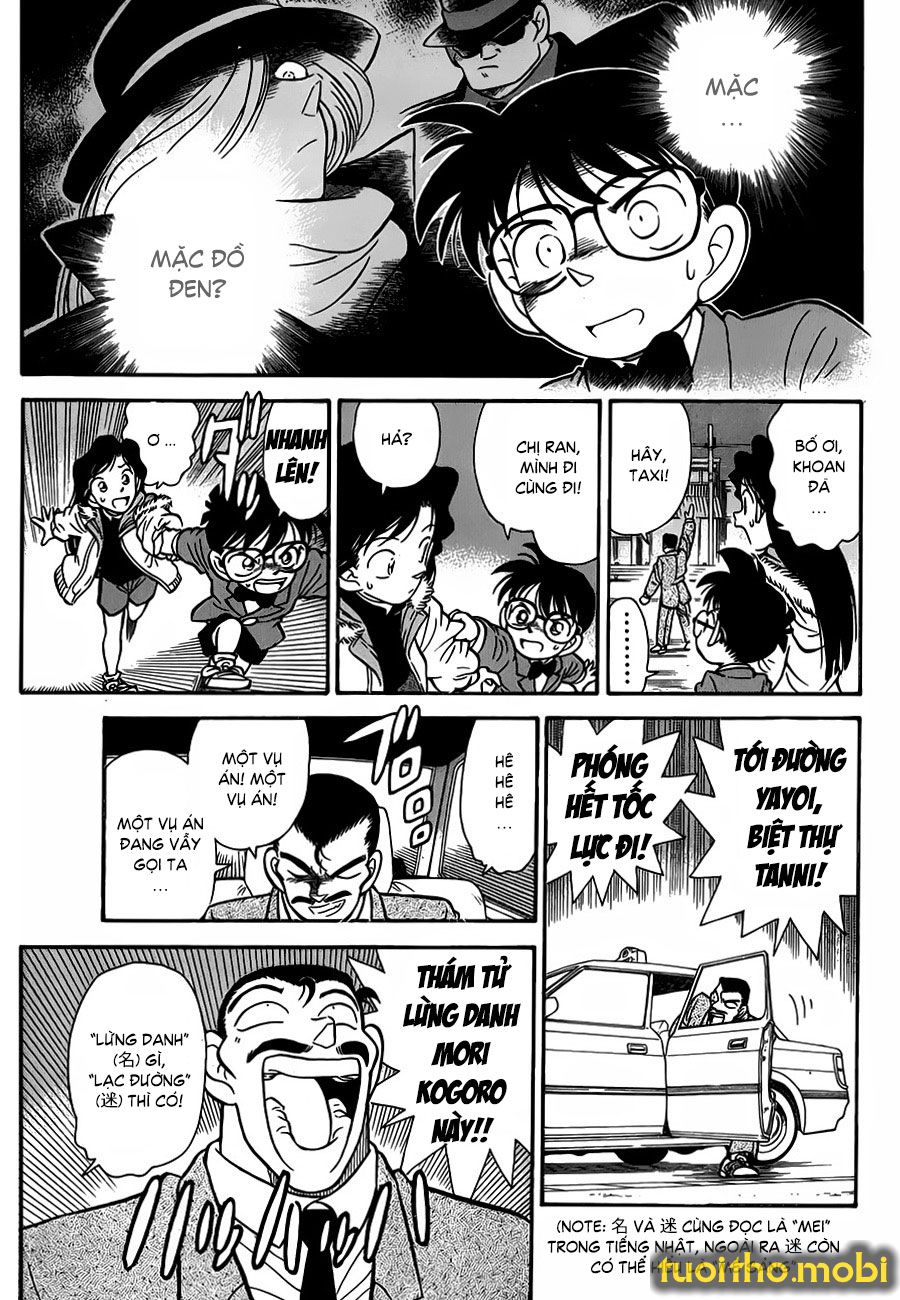 MẶC
...
MẶC ĐỒ
ĐEN?
BỐ ƠI,
KHOAN
ĐÃ
...
HÂY,
TAXI!
........
CHỊ RAN,
MÌNH ĐI
CÙNG ĐI!
HẢ?
NHANH
LÊN!
Ơ ...
TỚI ĐƯỜNG
YAYOI,
BIỆT THỰ
TANNI!
PHÓNG
HẾT TỐC
LỰC ĐI!
HÊ
HÊ
HÊ
...
MỘT VỤ
ÁN! MỘT
VỤ ÁN!
MỘT VỤ ÁN
ĐANG VẪY
GỌI TA
...
THÁM TỬ
LỪNG DANH
MORI
KOGORO
NÀY!!
"LỪNG DANH"
(名) GÌ,
"LẠC ĐƯỜNG"
(迷) THÌ CÓ!
(NOTE: 名 VÀ 迷 CÙNG ĐỌC LÀ "MEI"
TRONG TIẾNG NHẬT, NGOÀI RA 迷 CÒN
CÓ THỂ
tuoitho.mobi